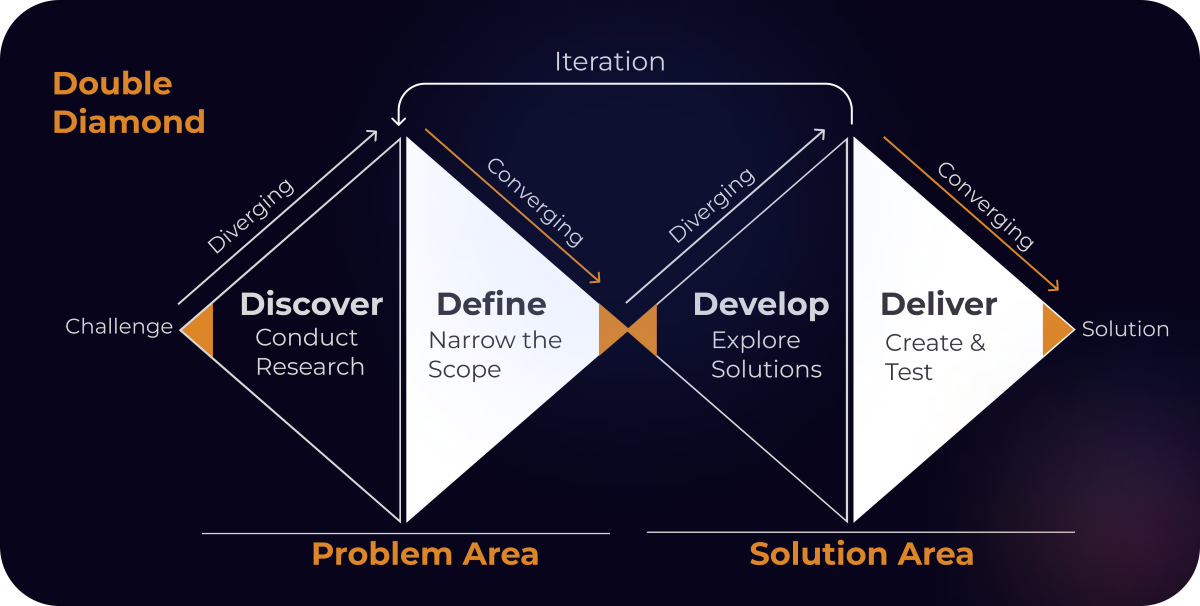 Double
Diamond
Iteration
Diverging
Converging
Diverging
Converging
Challenge
Discover
Conduct
Research
Define
Narrow the
Scope
Develop
Explore
Solutions
Deliver
Create &
Test
Solution
Problem Area
Solution Area